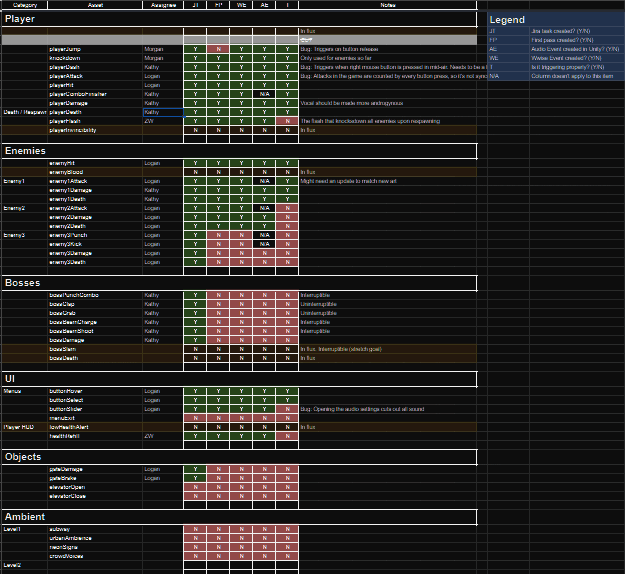 Category Asset Assignee JT FP WE AE T Notes
Player
In flux
playerJump Morgan Y N Y Y Y Bug: Triggers on button release
knockdown Morgan Y Y Y Y Y Only used for enemies so far
playerDash Kathy Y Y Y Y Y Bug: Triggers when right mouse button is pressed in mid-air. Needs to be a
playerAttack Logan Y Y Y Y Y Bug: Attacks in the game are counted by every button press, so it's not sync
playerHit Logan Y Y Y Y Y
playerComboFinisher Kathy Y Y Y N/A Y
playerDamage Kathy Y Y Y Y Y Vocal should be made more androgynous
Death / Respawn playerDeath Kathy Y Y Y Y Y
playerFlash ZW Y Y Y Y N The flash that knocksdown all enemies upon respawning
playerInvincibility N N N N N In flux
Enemies
enemyHit Logan Y Y Y Y Y
enemyBlood N N N N N In flux
Enemy1 enemy1Attack Logan Y Y Y N/A Y Might need an update to match new art
enemy1Damage Kathy Y Y Y Y Y
enemy1Death Kathy Y Y Y Y Y
Enemy2 enemy2Attack Logan Y Y Y N/A N
enemy2Damage Logan Y Y Y Y N
enemy2Death Logan Y Y Y Y N
Enemy3 enemy3Punch Logan Y N N N/A N
enemy3Kick Logan Y N N N/A N
enemy3Damage Logan Y N N N N
enemy3Death Logan Y N N N N
Bosses
bossPunchCombo Kathy Y N N N N Interruptible
bossClap Kathy Y N N N N Uninterruptible
bossGrab Kathy Y N N N N Uninterruptible
bossBeamCharge Kathy Y N N N N Interruptible
bossBeamShoot Kathy Y N N N N Interruptible
bossDamage Kathy Y N N N N
bossSlam N N N N N In flux. Interruptible (stretch goal)
bossDeath N N N N N In flux
UI
Menus buttonHover Logan Y Y Y Y Y
buttonSelect Logan Y Y Y Y Y
buttonSlider Logan Y Y Y Y N Bug: Opening the audio settings cuts out all sound
menuExit N N N N N
Player HUD lowHealthAlert N N N N N In flux
healthRefill ZW Y Y Y Y N
Objects
gateDamage Logan Y N N N N
gateBrake Logan Y N N N N
elevatorOpen N N N N N
elevatorClose N N N N N
Ambient
Level1 subway N N N N N
urbanAmbience N N N N N
neonSigns N N N N N
crowdVoices N N N N N
Level2
Legend
JT Jira task created? (Y/N)
FP First pass created? (Y/N)
AE Audio Event created in Unity? (Y/N)
WE Wwise Event created? (Y/N)
T Is it triggering properly? (Y/N)
N/A Column doesn't apply to this item